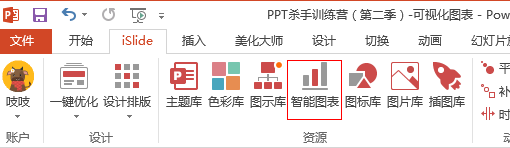 PPT杀手训练营（第二季）-可视化图表 - Pow
文件 开始 iSlide 插入 美化大师 设计 切换 动画 幻灯片放
吱吱 一键优化 设计排版 主题库 色彩库 图示库 智能图表 图标库 图片库 插图库 平 补 时
账户 设计 资源 动